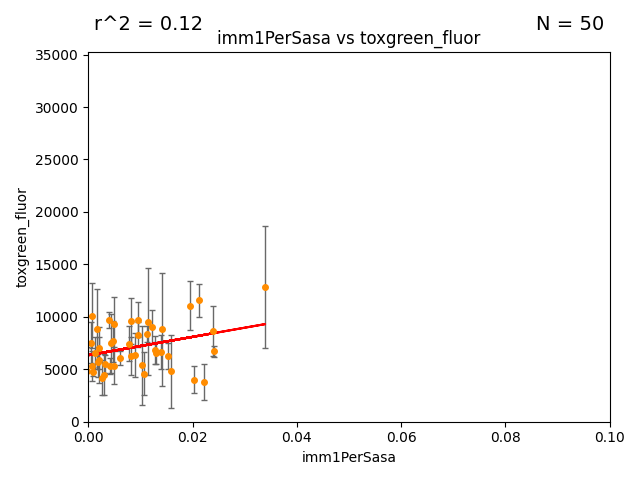 r^2 = 0.12
N = 50
imm1PerSasa vs toxgreen_fluor
35000
30000
25000
20000
15000
10000
5000
0
toxgreen_fluor
0.00 0.02 0.04 0.06 0.08 0.10
imm1PerSasa